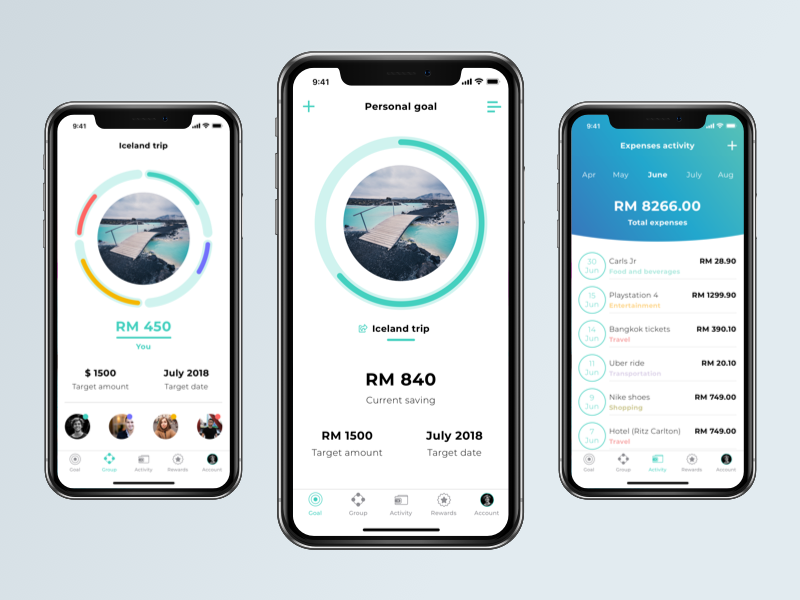 9:41
Iceland trip
RM 450
You
$ 1500
Target amount
July 2018
Target date
Goal
Group
Activity
Rewards
Account
9:41
Personal goal
Iceland trip
RM 840
Current saving
RM 1500
Target amount
July 2018
Target date
Goal
Group
Activity
Rewards
Account
9:41
Expenses activity
Apr May June July Aug
RM 8266.00
Total expenses
30 Jun
Carls Jr
Food and beverages
RM 28.90
15 Jun
Playstation 4
Entertainment
RM 1299.90
14 Jun
Bangkok tickets
Travel
RM 390.10
11 Jun
Uber ride
Transportation
RM 20.10
9 Jun
Nike shoes
Shopping
RM 749.00
7 Jun
Hotel (Ritz Carlton)
Travel
RM 749.00
Goal
Group
Activity
Rewards
Account